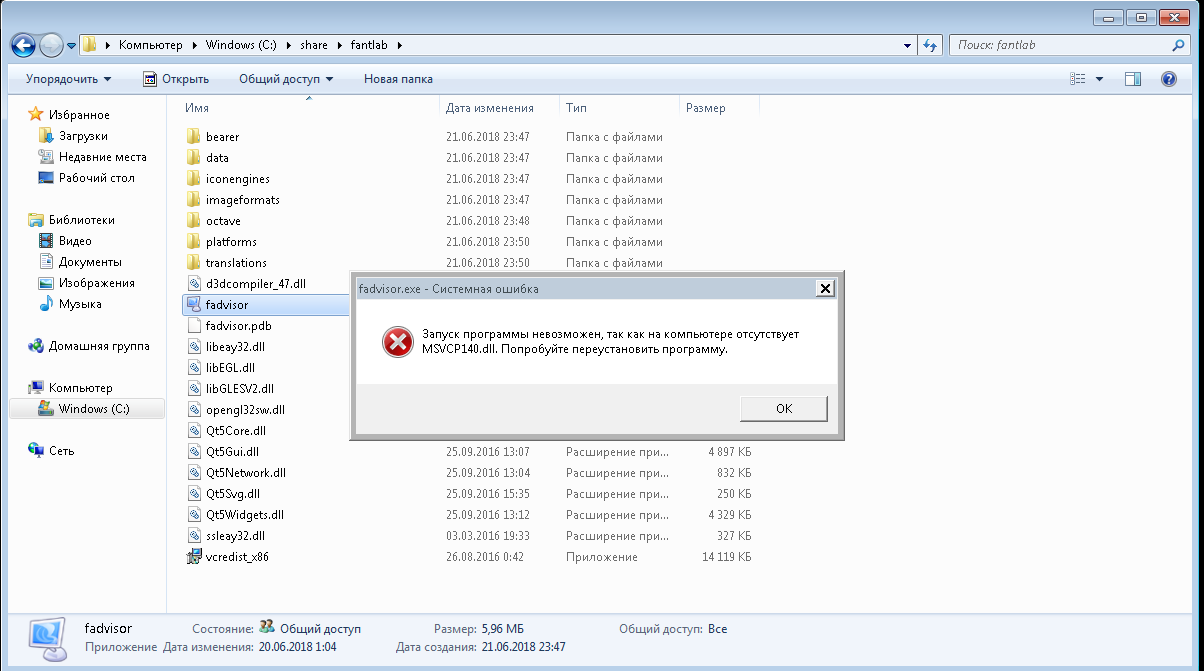 Компьютер Windows (C:) share fantlab
Поиск: fantlab
Упорядочить Открыть Общий доступ Новая папка
Избранное
Загрузки
Недавние места
Рабочий стол
Библиотеки
Видео
Документы
Изображения
Музыка
Домашняя группа
Компьютер
Windows (C:)
Сеть
Имя Дата изменения Тип Размер
bearer 21.06.2018 23:47 Папка с файлами
data 21.06.2018 23:47 Папка с файлами
iconengines 21.06.2018 23:47 Папка с файлами
imageformats 21.06.2018 23:47 Папка с файлами
octave 21.06.2018 23:48 Папка с файлами
platforms 21.06.2018 23:50 Папка с файлами
translations 21.06.2018 23:50 Папка с файлами
d3dcompiler_47.dll
fadvisor
fadvisor.pdb
libeay32.dll
libEGL.dll
libGLESV2.dll
opengl32sw.dll
Qt5Core.dll
Qt5Gui.dll 25.09.2016 13:07 Расширение при... 4 897 КБ
Qt5Network.dll 25.09.2016 13:04 Расширение при... 832 КБ
Qt5Svg.dll 25.09.2016 15:35 Расширение при... 250 КБ
Qt5Widgets.dll 25.09.2016 13:12 Расширение при... 4 329 КБ
ssleay32.dll 03.03.2016 19:33 Расширение при... 327 КБ
vcredist_x86 26.08.2016 0:42 Приложение 14 119 КБ
fadvisor.exe - Системная ошибка
Запуск программы невозможен, так как на компьютере отсутствует
MSVCP140.dll. Попробуйте переустановить программу.
OK
fadvisor Состояние: Общий доступ Размер: 5,96 МБ Общий доступ: Все
Приложение Дата изменения: 20.06.2018 1:04 Дата создания: 21.06.2018 23:47